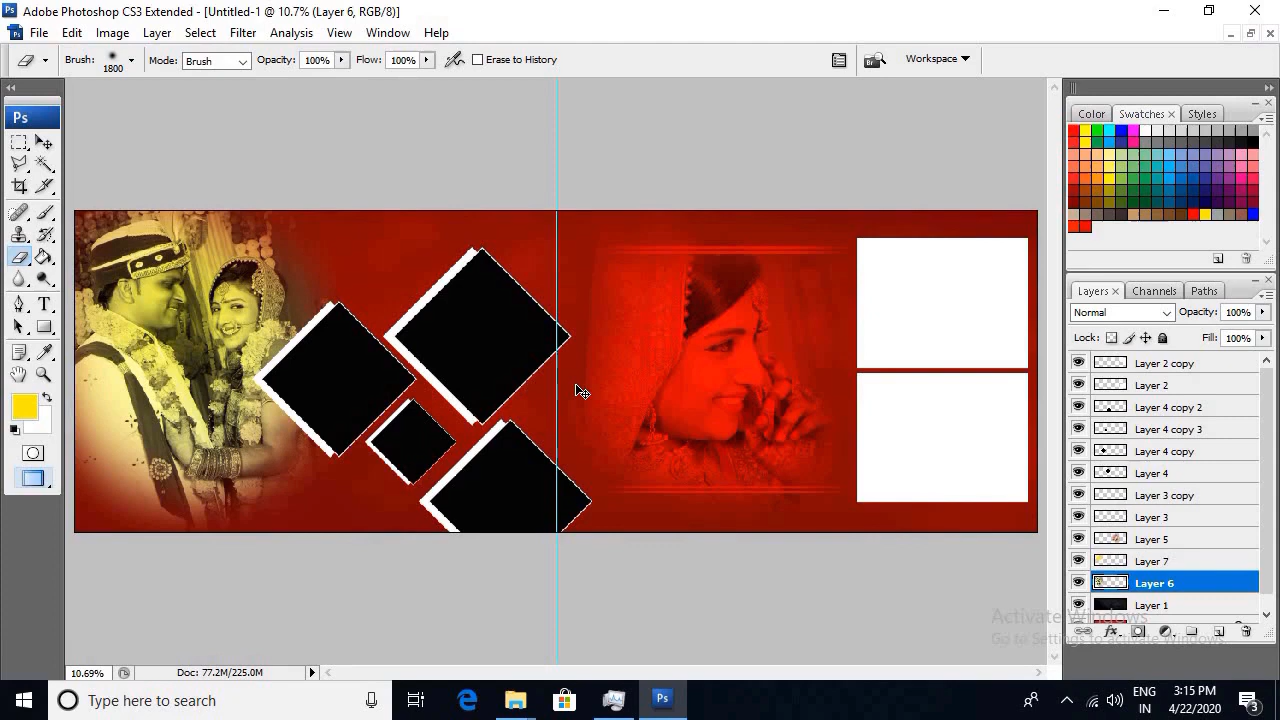 Adobe Photoshop CS3 Extended - [Untitled-1 @ 10.7% (Layer 6, RGB/8)]
File Edit Image Layer Select Filter Analysis View Window Help
Brush: 1800 Mode: Brush Opacity: 100% Flow: 100% Erase to History Workspace
Ps
Color Swatches Styles
Layers Channels Paths
Normal Opacity: 100%
Lock: Fill: 100%
Layer 2 copy
Layer 2
Layer 4 copy 2
Layer 4 copy 3
Layer 4 copy
Layer 4
Layer 3 copy
Layer 3
Layer 5
Layer 7
Layer 6
Layer 1
Activate Windows
Go to Settings to activate Windows.
10.69% Doc: 77.2M/225.0M
Type here to search
ENG
IN
3:15 PM
4/22/2020
3